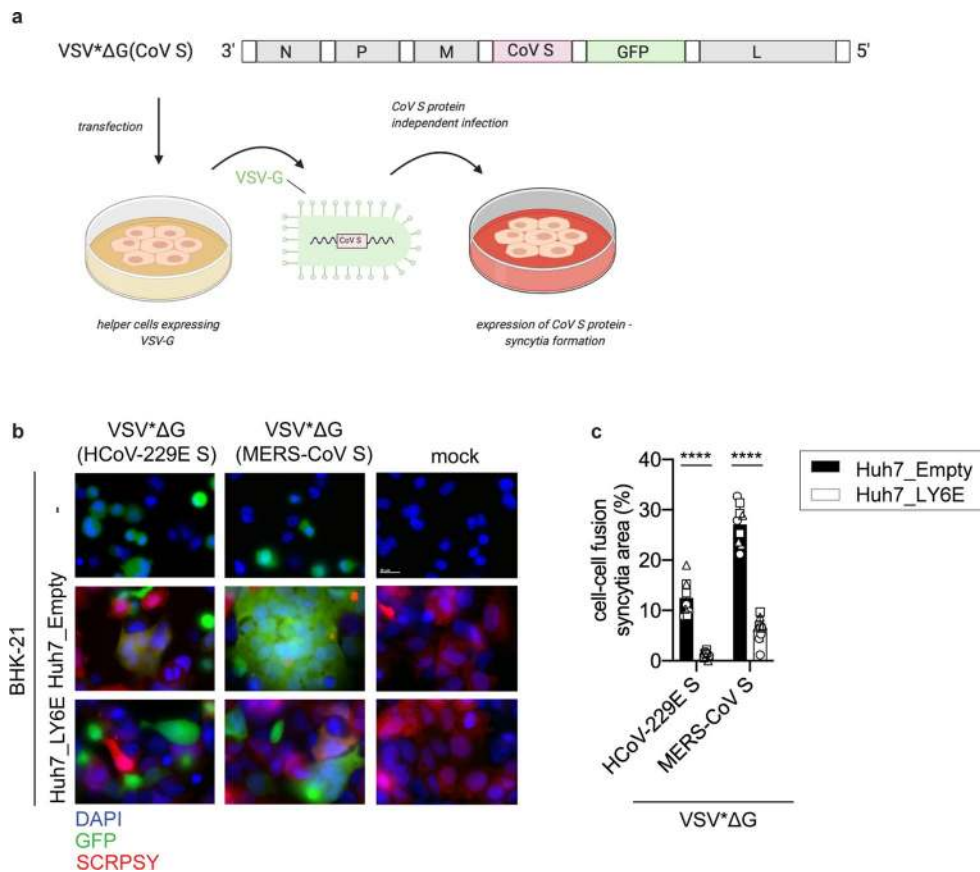 a
VSV*ΔG(CoV S) 3' N P M CoV S GFP L 5'
transfection
CoV S protein
independent infection
VSV-G
CoV S
helper cells expressing
VSV-G
expression of CoV S protein -
syncytia formation
b
VSV*ΔG
(HCoV-229E S)
VSV*ΔG
(MERS-CoV S)
mock
BHK-21
-
Huh7_Empty
Huh7_LY6E
DAPI
GFP
SCRPSY
c
cell-cell fusion
syncytia area (%)
40
30
20
10
0
**** ****
HCoV-229E S
MERS-CoV S
VSV*ΔG
Huh7_Empty
Huh7_LY6E